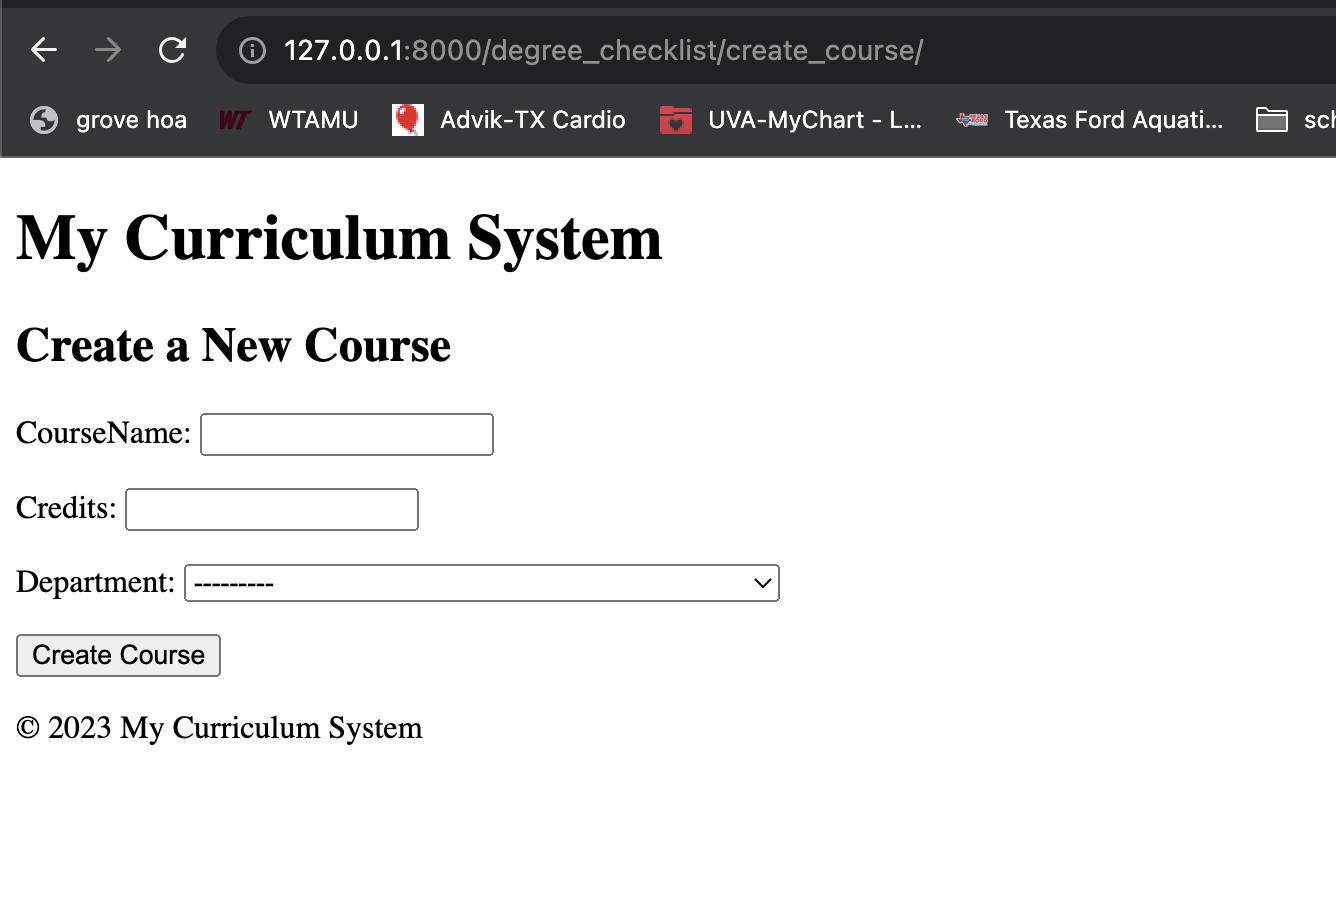 127.0.0.1:8000/degree_checklist/create_course/
grove hoa WT WTAMU Advik-TX Cardio UVA-MyChart - L... Texas Ford Aquati...
My Curriculum System
Create a New Course
CourseName:
Credits:
Department: ---------
Create Course
© 2023 My Curriculum System